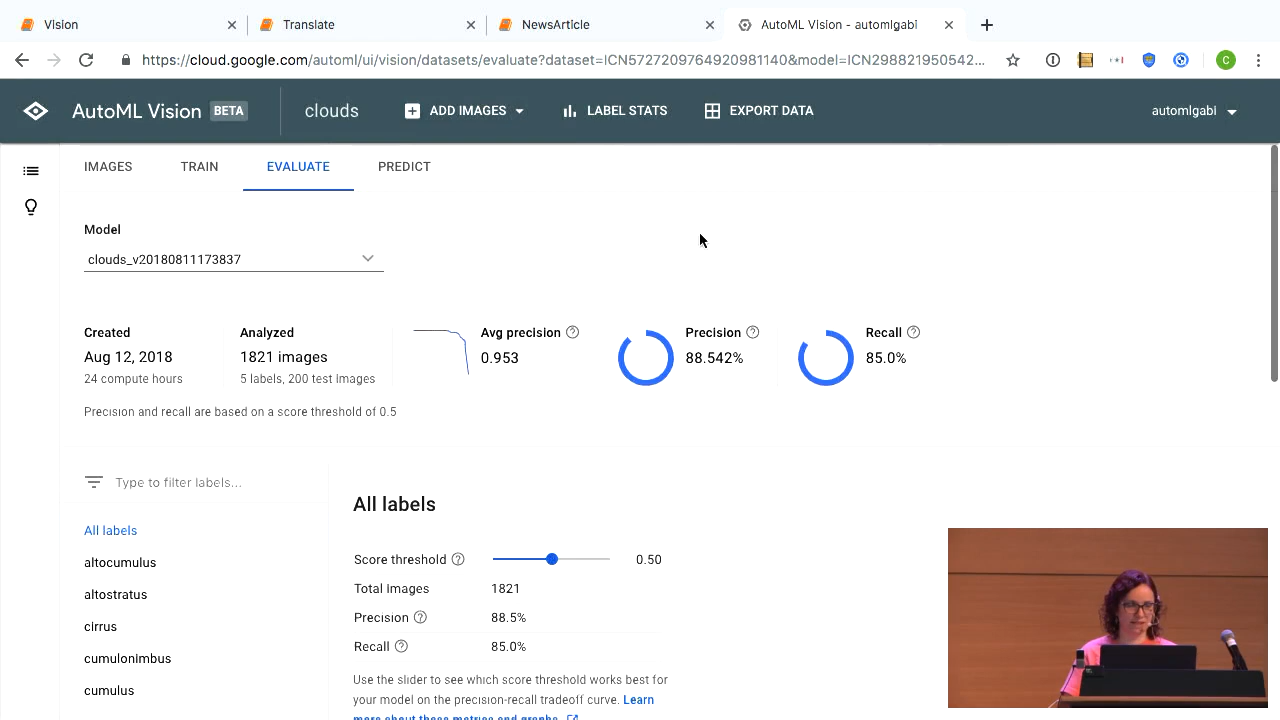 Vision
Translate
NewsArticle
AutoML Vision - automlgabi
https://cloud.google.com/automl/ui/vision/datasets/evaluate?dataset=ICN5727209764920981140&model=ICN298821950542...
C
AutoML Vision BETA
clouds
ADD IMAGES
LABEL STATS
EXPORT DATA
automlgabi
IMAGES
TRAIN
EVALUATE
PREDICT
Model
clouds_v20180811173837
Created
Aug 12, 2018
24 compute hours
Analyzed
1821 images
5 labels, 200 test images
Avg precision
0.953
Precision
88.542%
Recall
85.0%
Precision and recall are based on a score threshold of 0.5
Type to filter labels...
All labels
altocumulus
altostratus
cirrus
cumulonimbus
cumulus
All labels
Score threshold 0.50
Total Images 1821
Precision 88.5%
Recall 85.0%
Use the slider to see which score threshold works best for
your model on the precision-recall tradeoff curve. Learn
more about these metrics and graphs.